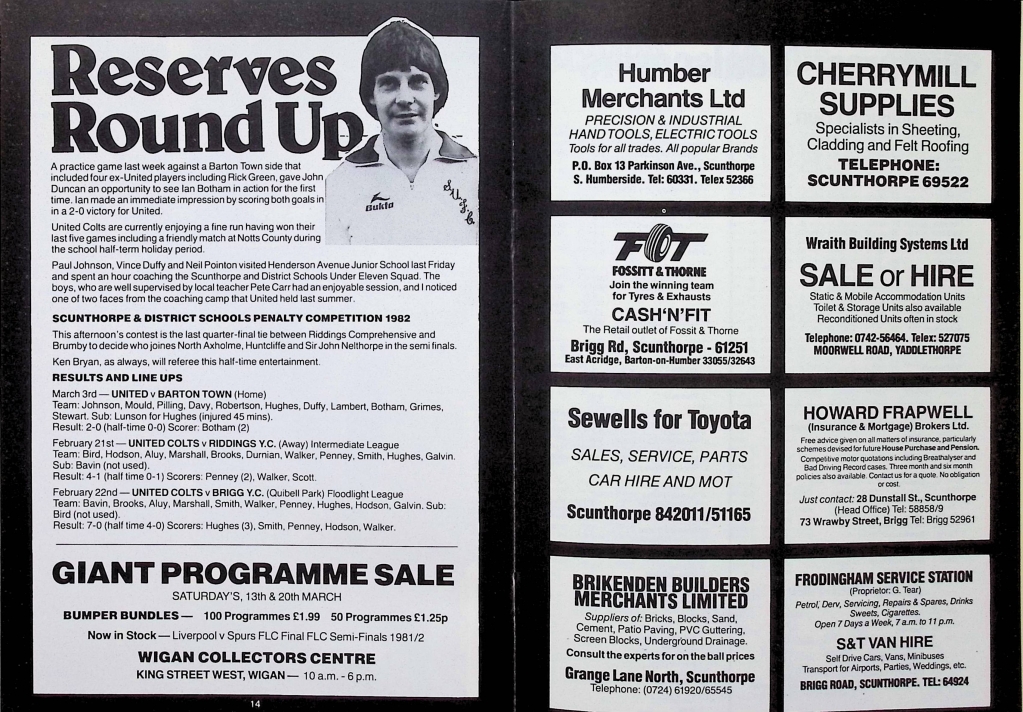 Reserves
Round Up
A practice game last week against a Barton Town side that
included four ex-United players including Rick Green, gave John
Duncan an opportunity to see Ian Botham in action for the first
time. Ian made an immediate impression by scoring both goals in
in a 2-0 victory for United.
United Colts are currently enjoying a fine run having won their
last five games including a friendly match at Notts County during
the school half-term holiday period.
Paul Johnson, Vince Duffy and Neil Pointon visited Henderson Avenue Junior School last Friday
and spent an hour coaching the Scunthorpe and District Schools Under Eleven Squad. The
boys, who are well supervised by local teacher Pete Carr had an enjoyable session, and I noticed
one of two faces from the coaching camp that United held last summer.
SCUNTHORPE & DISTRICT SCHOOLS PENALTY COMPETITION 1982
This afternoon's contest is the last quarter-final tie between Riddings Comprehensive and
Brumby to decide who joines North Axholme, Huntcliffe and Sir John Nelthorpe in the semi finals.
Ken Bryan, as always, will referee this half-time entertainment.
RESULTS AND LINE UPS
March 3rd — UNITED v BARTON TOWN (Home)
Team: Johnson, Mould, Pilling, Davy, Robertson, Hughes, Duffy, Lambert, Botham, Grimes,
Stewart. Sub: Lunson for Hughes (injured 45 mins).
Result: 2-0 (half-time 0-0) Scorer: Botham (2)
February 21st — UNITED COLTS v RIDDINGS Y.C. (Away) Intermediate League
Team: Bird, Hodson, Aluy, Marshall, Brooks, Durnian, Walker, Penney, Smith, Hughes, Galvin.
Sub: Bavin (not used).
Result: 4-1 (half time 0-1) Scorers: Penney (2), Walker, Scott.
February 22nd — UNITED COLTS v BRIGG Y.C. (Quibell Park) Floodlight League
Team: Bavin, Brooks, Aluy, Marshall, Smith, Walker, Penney, Hughes, Hodson, Galvin. Sub:
Bird (not used).
Result: 7-0 (half time 4-0) Scorers: Hughes (3), Smith, Penney, Hodson, Walker.
GIANT PROGRAMME SALE
SATURDAY'S, 13th & 20th MARCH
BUMPER BUNDLES — 100 Programmes £1.99 50 Programmes £1.25p
Now in Stock — Liverpool v Spurs FLC Final FLC Semi-Finals 1981/2
WIGAN COLLECTORS CENTRE
KING STREET WEST, WIGAN — 10 a.m. - 6 p.m.
14
Bukta
S.U.F.C.
Humber
Merchants Ltd
PRECISION & INDUSTRIAL
HAND TOOLS, ELECTRIC TOOLS
Tools for all trades. All popular Brands
P.O. Box 13 Parkinson Ave., Scunthorpe
S. Humberside. Tel: 60331. Telex 52366
CHERRYMILL
SUPPLIES
Specialists in Sheeting,
Cladding and Felt Roofing
TELEPHONE:
SCUNTHORPE 69522
FOSSITT & THORNE
Join the winning team
for Tyres & Exhausts
CASH'N'FIT
The Retail outlet of Fossit & Thorne
Brigg Rd, Scunthorpe - 61251
East Acridge, Barton-on-Humber 33055/32643
Wraith Building Systems Ltd
SALE or HIRE
Static & Mobile Accommodation Units
Toilet & Storage Units also available
Reconditioned Units often in stock
Telephone: 0742-56464. Telex: 527075
MOORWELL ROAD, YADDLETHORPE
Sewells for Toyota
SALES, SERVICE, PARTS
CAR HIRE AND MOT
Scunthorpe 842011/51165
HOWARD FRAPWELL
(Insurance & Mortgage) Brokers Ltd.
Free advice given on all matters of insurance, particularly
schemes devised for future House Purchase and Pension.
Competitive motor quotations including Breathalyser and
Bad Driving Record cases. Three month and six month
policies also available. Contact us for a quote. No obligation
or cost.
Just contact: 28 Dunstall St., Scunthorpe
(Head Office) Tel: 58858/9
73 Wrawby Street, Brigg Tel: Brigg 52961
BRIKENDEN BUILDERS
MERCHANTS LIMITED
Suppliers of: Bricks, Blocks, Sand,
Cement, Patio Paving, PVC Guttering,
Screen Blocks, Underground Drainage.
Consult the experts for on the ball prices
Grange Lane North, Scunthorpe
Telephone: (0724) 61920/65545
FRODINGHAM SERVICE STATION
(Proprietor: G. Tear)
Petrol, Derv, Servicing, Repairs & Spares, Drinks
Sweets, Cigarettes.
Open 7 Days a Week, 7 a.m. to 11 p.m.
S&T VAN HIRE
Self Drive Cars, Vans, Minibuses
Transport for Airports, Parties, Weddings, etc.
BRIGG ROAD, SCUNTHORPE. TEL: 64924